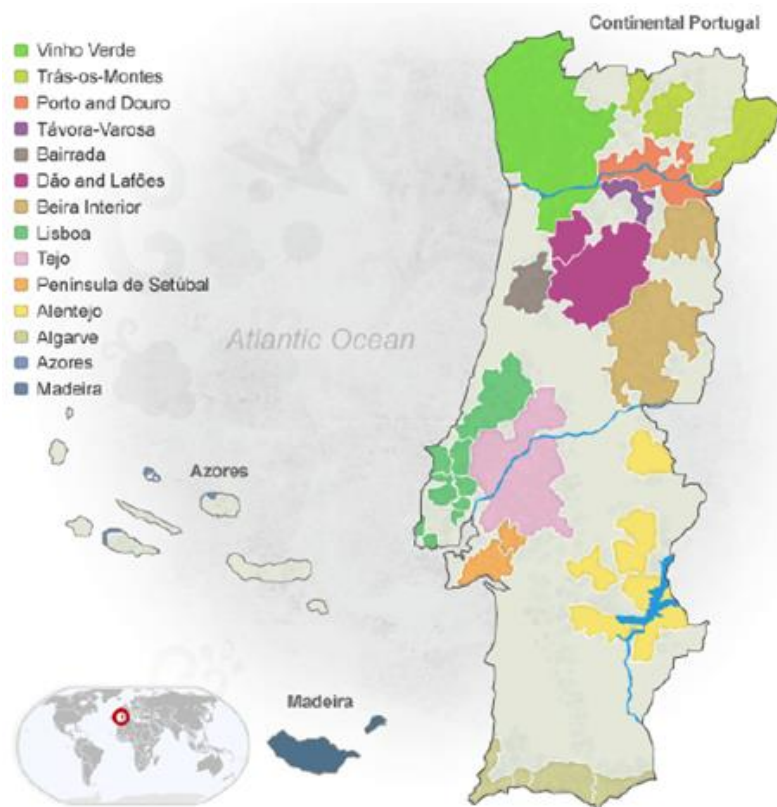 Continental Portugal
Vinho Verde
Trás-os-Montes
Porto and Douro
Távora-Varosa
Bairrada
Dão and Lafões
Beira Interior
Lisboa
Tejo
Península de Setúbal
Alentejo
Algarve
Azores
Madeira
Atlantic Ocean
Azores
Madeira